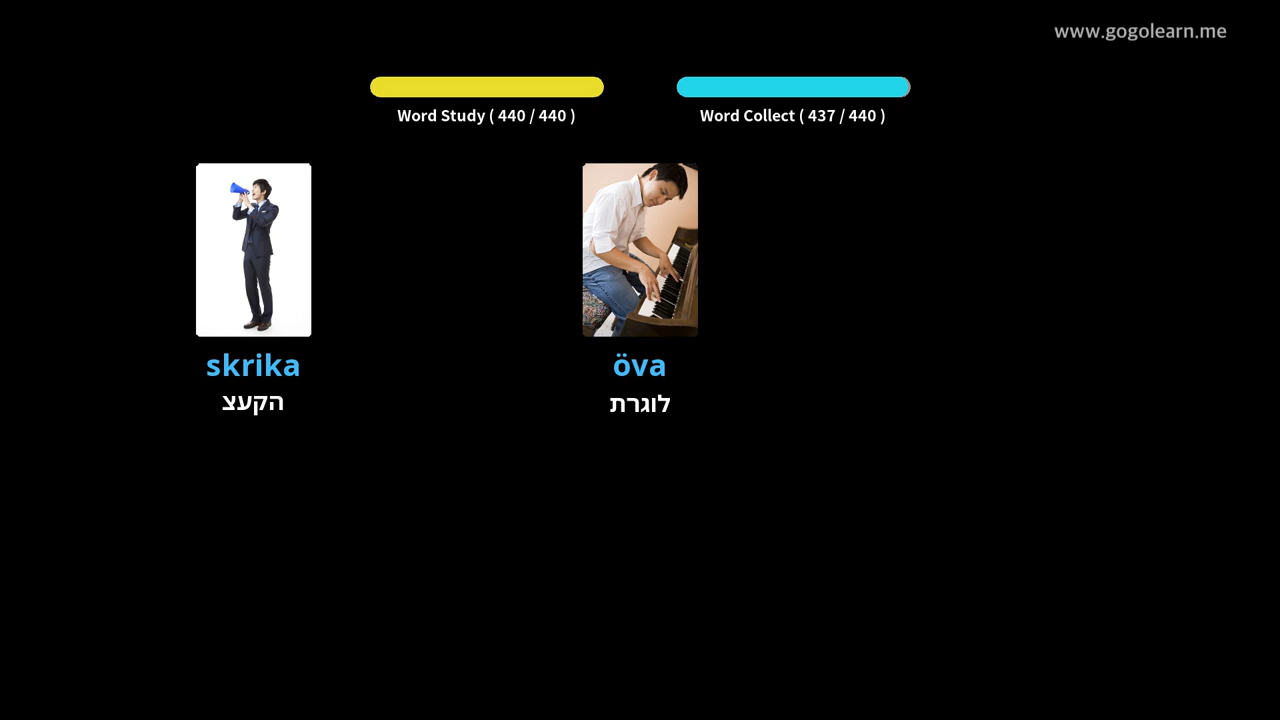 www.gogolearn.me
Word Study ( 440 / 440 )
Word Collect ( 437 / 440 )
skrika
הקעצ
öva
לוגרת